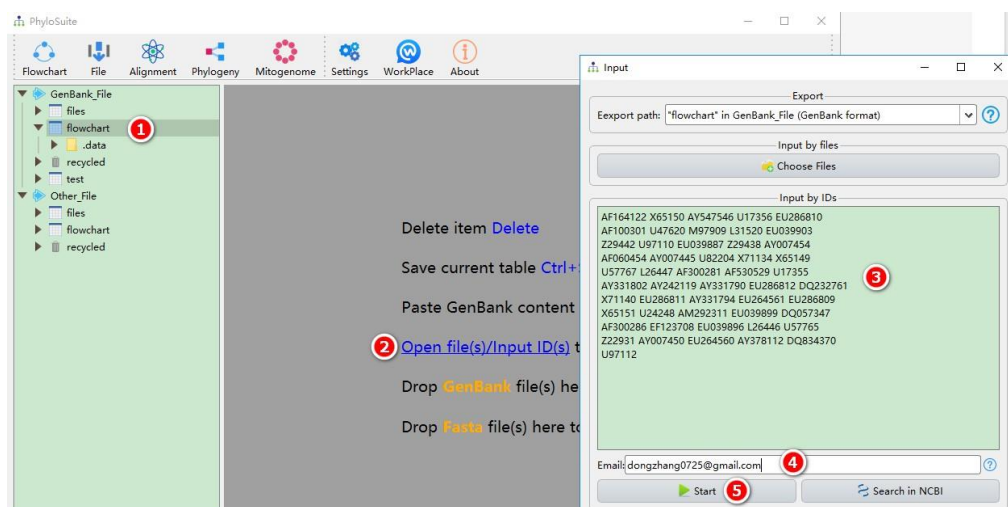 PhyloSuite
Flowchart File Alignment Phylogeny Mitogenome Settings WorkPlace About
GenBank_File
files
flowchart 1
.data
recycled
test
Other_File
files
flowchart
recycled
Delete item Delete
Save current table Ctrl+
Paste GenBank content
2 Open file(s)/Input ID(s) t
Drop GenBank file(s) he
Drop Fasta file(s) here to
Input
Export
Eexport path: "flowchart" in GenBank_File (GenBank format)
Input by files
Choose Files
Input by IDs
AF164122 X65150 AY547546 U17356 EU286810
AF100301 U47620 M97909 L31520 EU039903
Z29442 U97110 EU039887 Z29438 AY007454
AF060454 AY007445 U82204 X71134 X65149
U57767 L26447 AF300281 AF530529 U17355
AY331802 AY242119 AY331790 EU286812 DQ232761
X71140 EU286811 AY331794 EU264561 EU286809
X65151 U24248 AM292311 EU039899 DQ057347
AF300286 EF123708 EU039896 L26446 U57765
Z22931 AY007450 EU264560 AY378112 DQ834370
U97112
3
Email: dongzhang0725@gmail.com 4
Start 5 Search in NCBI